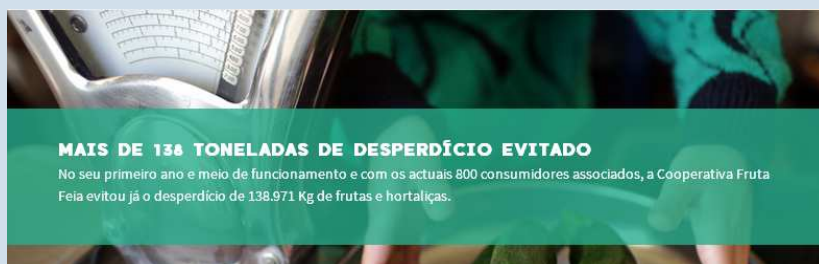 MAIS DE 138 TONELADAS DE DESPERDÍCIO EVITADO
No seu primeiro ano e meio de funcionamento e com os actuais 800 consumidores associados, a Cooperativa Fruta
Feia evitou já o desperdício de 138.971 Kg de frutas e hortaliças.